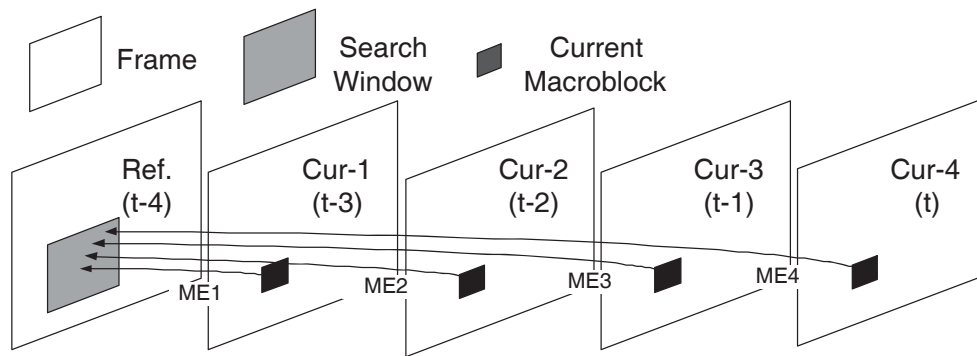 Frame
Search
Window
Current
Macroblock
Ref.
(t-4)
Cur-1
(t-3)
Cur-2
(t-2)
Cur-3
(t-1)
Cur-4
(t)
ME1
ME2
ME3
ME4